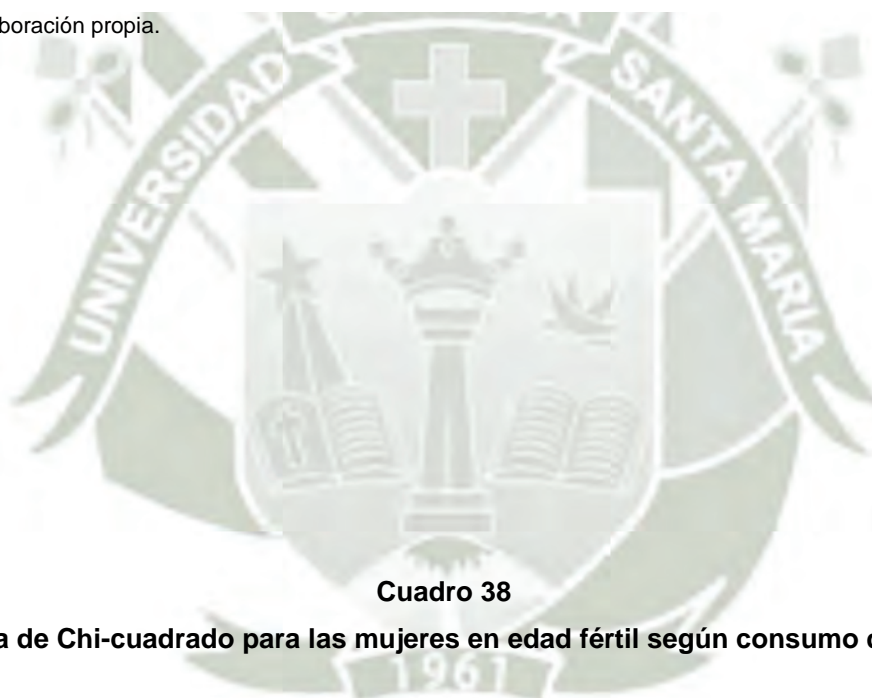 boración propia.
UNIVERSIDAD
SANTA MARIA
Cuadro 38
a de Chi-cuadrado para las mujeres en edad fértil según consumo
1961